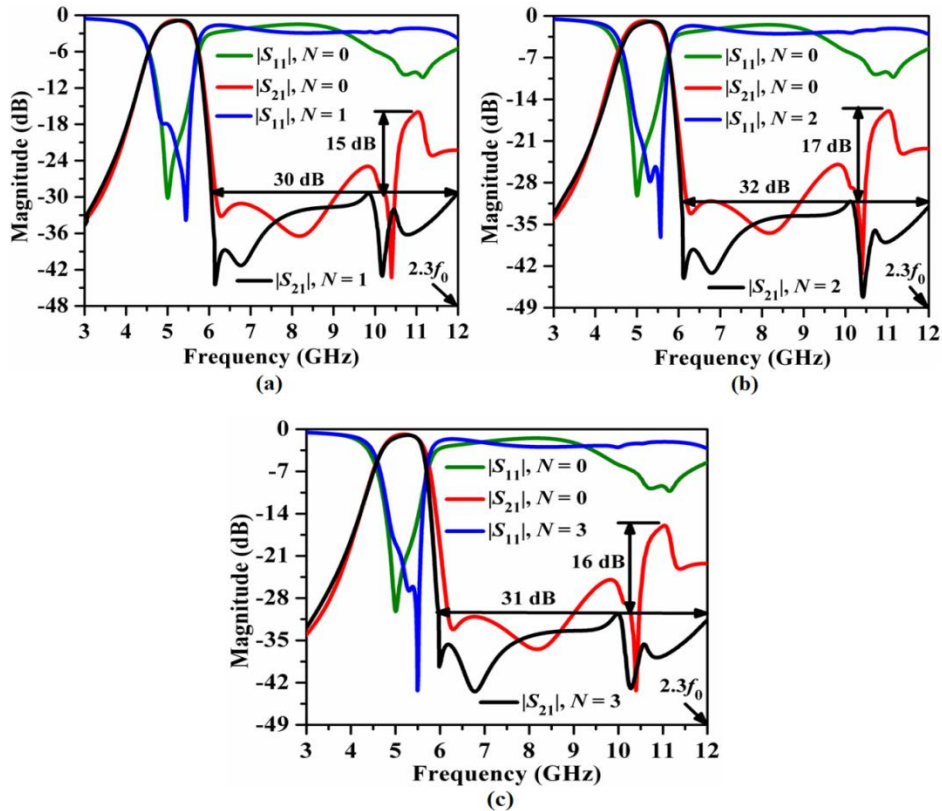 0
-6
-12
-18
-24
-30
-36
-42
-48
Magnitude (dB)
|S11|, N = 0
|S21|, N = 0
|S11|, N = 1
15 dB
30 dB
|S21|, N = 1
2.3f0
3 4 5 6 7 8 9 10 11 12
Frequency (GHz)
(a)
0
-7
-14
-21
-28
-35
-42
-49
Magnitude (dB)
|S11|, N = 0
|S21|, N = 0
|S11|, N = 2
17 dB
32 dB
|S21|, N = 2
2.3f0
3 4 5 6 7 8 9 10 11 12
Frequency (GHz)
(b)
0
-7
-14
-21
-28
-35
-42
-49
Magnitude (dB)
|S11|, N = 0
|S21|, N = 0
|S11|, N = 3
16 dB
31 dB
|S21|, N = 3
2.3f0
3 4 5 6 7 8 9 10 11 12
Frequency (GHz)
(c)